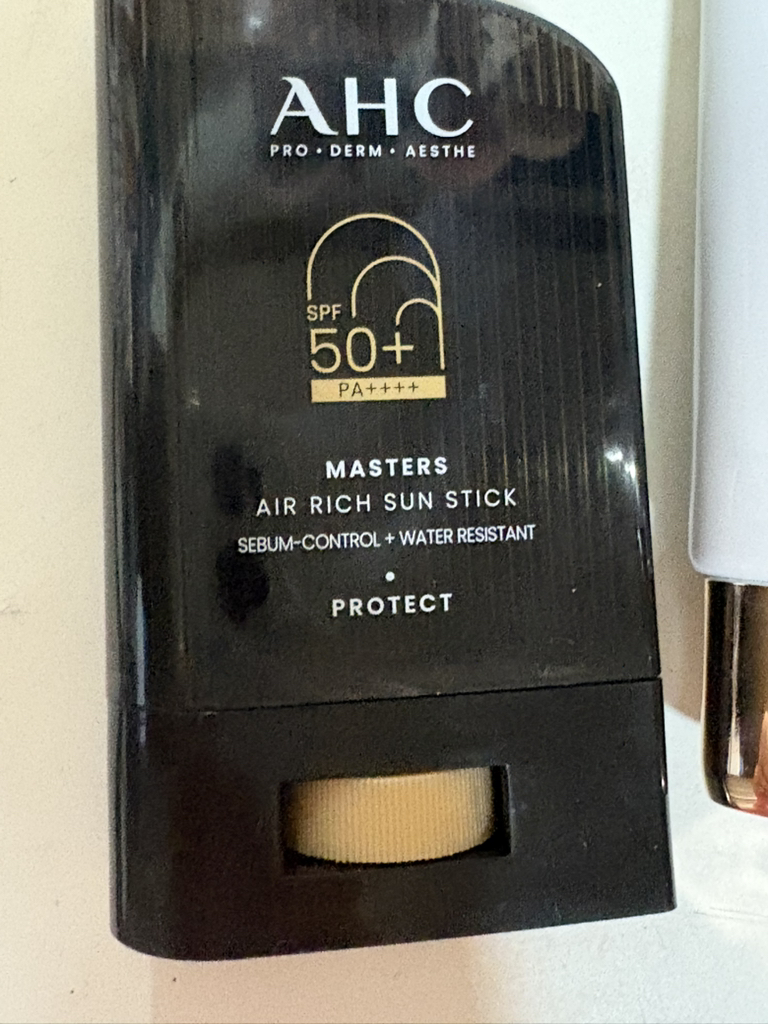 AHC
PRO • DERM • AESTHE
SPF
50+
PA++++
MASTERS
AIR RICH SUN STICK
SEBUM-CONTROL + WATER RESISTANT
•
PROTECT